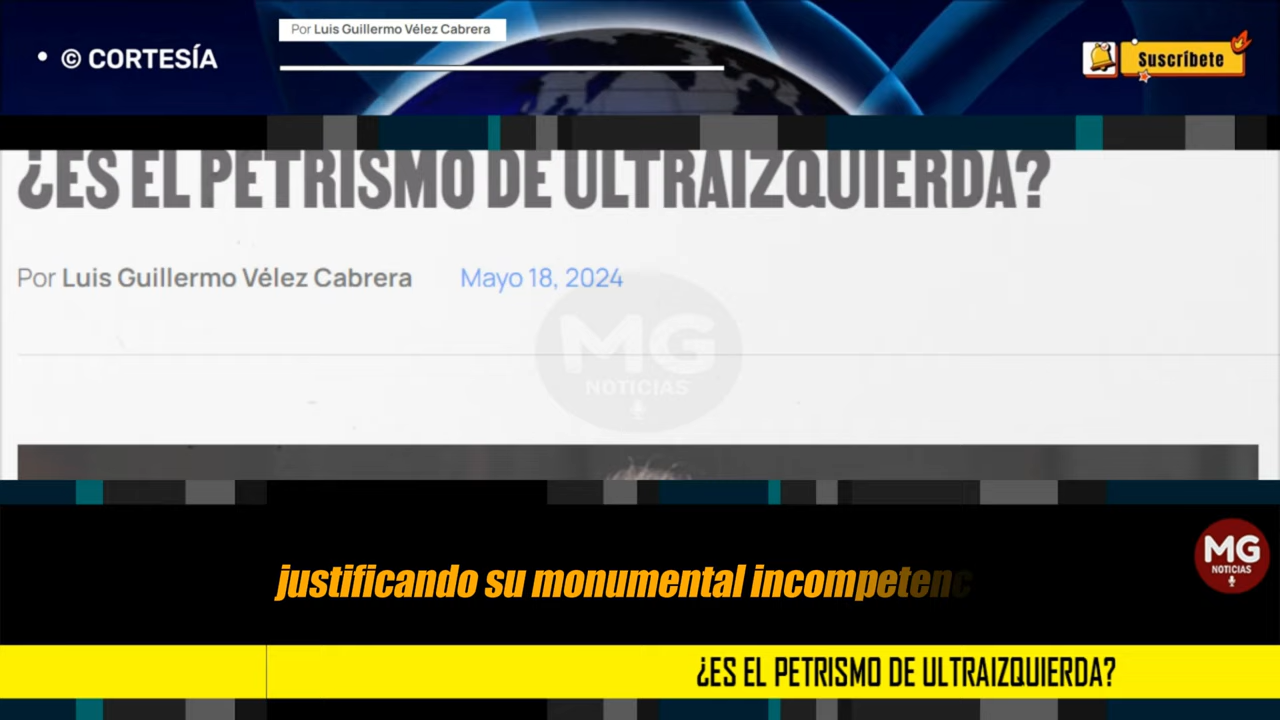 Por Luis Guillermo Vélez Cabrera
• © CORTESÍA
Suscríbete
¿ES EL PETRISMO DE ULTRAIZQUIERDA?
Por Luis Guillermo Vélez Cabrera Mayo 18, 2024
MG
NOTICIAS
justificando su monumental incompetenc
MG
NOTICIAS
¿ES EL PETRISMO DE ULTRAIZQUIERDA?